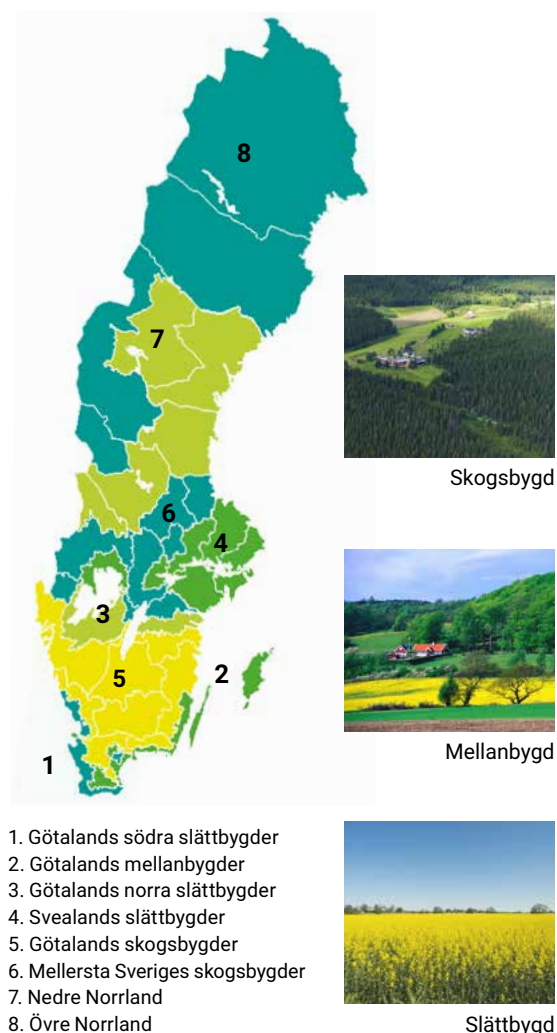 8
7
6
4
3
5
2
1
Skogsbygd
Mellanbygd
Slättbygd
1. Götalands södra slättbygder
2. Götalands mellanbygder
3. Götalands norra slättbygder
4. Svealands slättbygder
5. Götalands skogsbygder
6. Mellersta Sveriges skogsbygder
7. Nedre Norrland
8. Övre Norrland